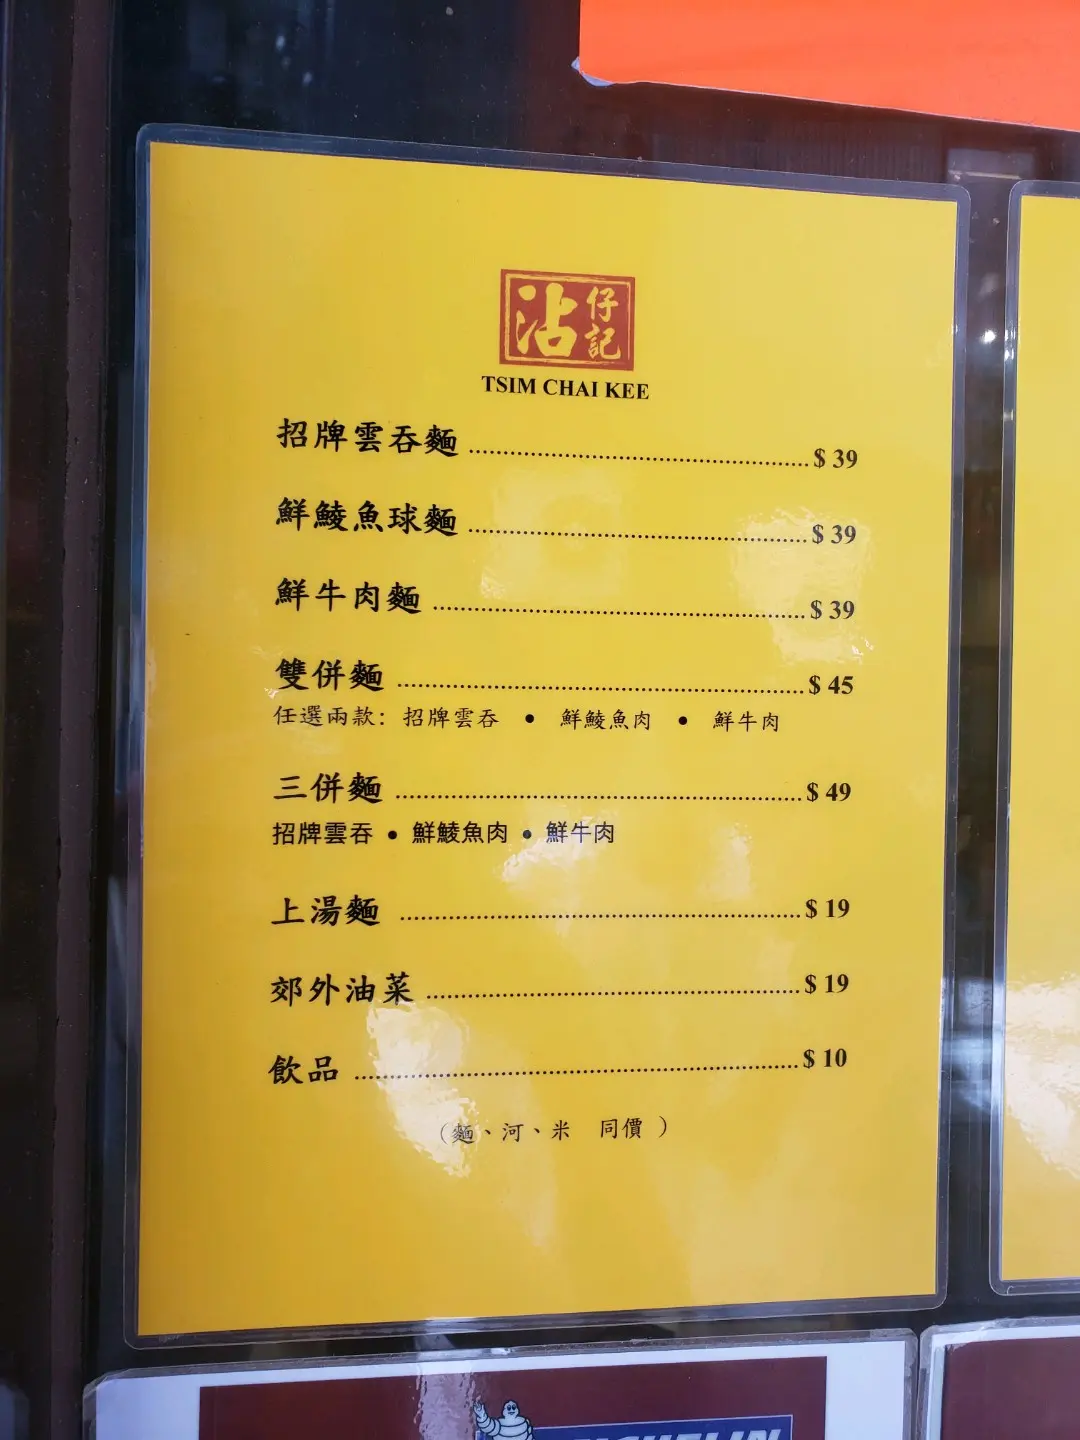 沾仔記
TSIM CHAI KEE
招牌雲吞麵 $ 39
鮮鯪魚球麵 $ 39
鮮牛肉麵 $ 39
雙併麵 $ 45
任選兩款: 招牌雲吞 • 鮮鯪魚肉 • 鮮牛肉
三併麵 $ 49
招牌雲吞 • 鮮鯪魚肉 • 鮮牛肉
上湯麵 $ 19
郊外油菜 $ 19
飲品 $ 10
（麵、河、米 同價 ）